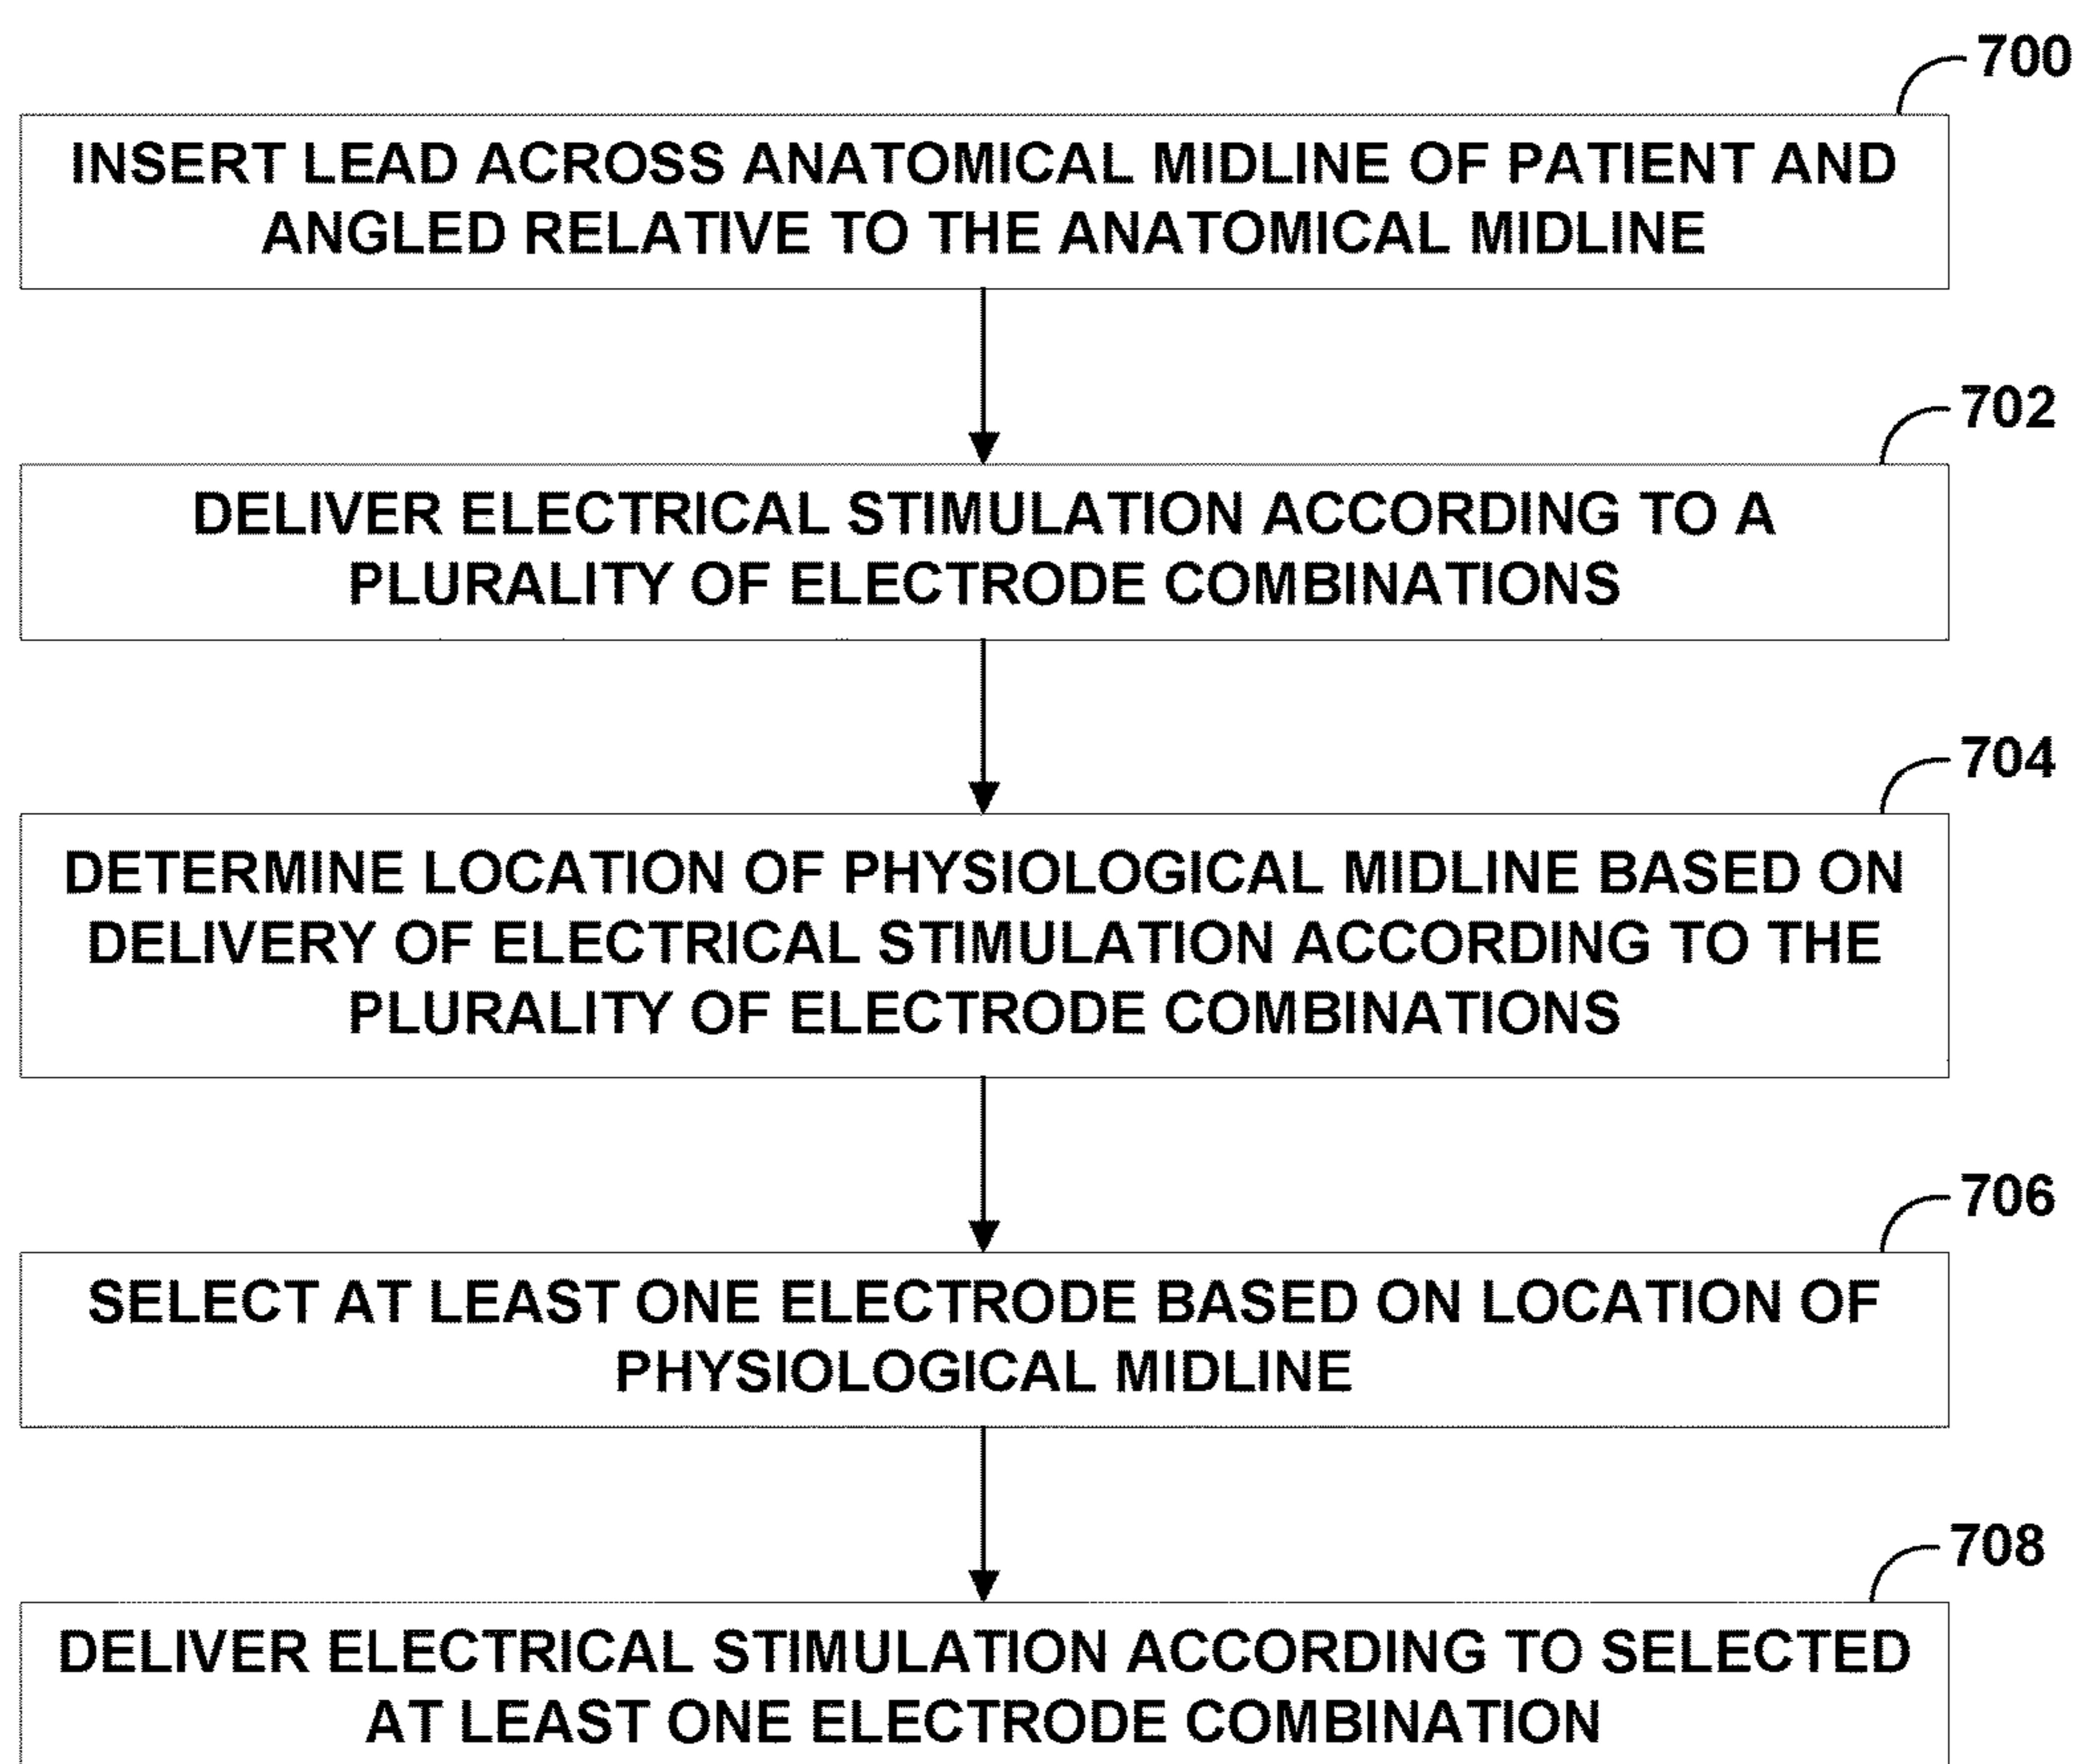 700
INSERT LEAD ACROSS ANATOMICAL MIDLINE OF PATIENT AND
ANGLED RELATIVE TO THE ANATOMICAL MIDLINE
702
DELIVER ELECTRICAL STIMULATION ACCORDING TO A
PLURALITY OF ELECTRODE COMBINATIONS
704
DETERMINE LOCATION OF PHYSIOLOGICAL MIDLINE BASED ON
DELIVERY OF ELECTRICAL STIMULATION ACCORDING TO THE
PLURALITY OF ELECTRODE COMBINATIONS
706
SELECT AT LEAST ONE ELECTRODE BASED ON LOCATION OF
PHYSIOLOGICAL MIDLINE
708
DELIVER ELECTRICAL STIMULATION ACCORDING TO SELECTED
AT LEAST ONE ELECTRODE COMBINATION